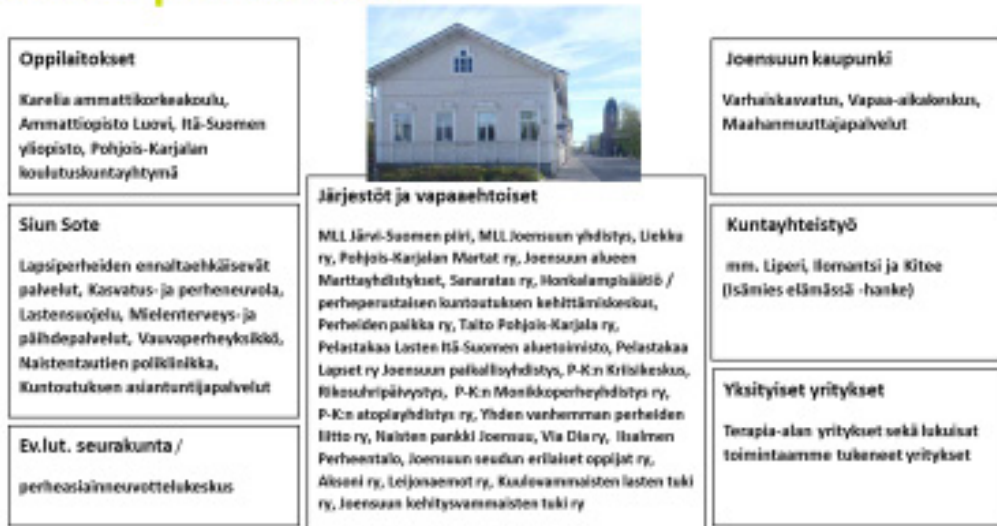 Oppilaitokset
Karelia ammattikorkeakoulu,
Ammattiopisto Luovi, Itä-Suomen
yliopisto, Pohjois-Karjalan
koulutuskuntayhtymä
Siun Sote
Lapsiperheiden ennaltaehkäisevät
palvelut, Kasvatus- ja perheneuvola,
Lastensuojelu, Mielenterveys- ja
päihdepalvelut, Vauvaperheyksikkö,
Naistentautien poliklinikka,
Kuntoutuksen asiantuntijapalvelut
Ev.lut. seurakunta /
perheasiainneuvottelukeskus
Järjestöt ja vapaaehtoiset
MLL Järvi-Suomen piiri, MLL Joensuun yhdistys, Liekku
ry, Pohjois-Karjalan Martat ry, Joensuun alueen
Marttayhdistykset, Sanaratas ry, Honkalampisäätiö /
perheperustaisen kuntoutuksen kehittämiskeskus,
Perheiden paikka ry, Taito Pohjois-Karjala ry,
Pelastakaa Lasten Itä-Suomen aluetoimisto, Pelastakaa
Lapset ry Joensuun paikallisyhdistys, P-K:n Kriisikeskus,
Rikosuhripäivystys, P-K:n Monikkoperheyhdistys ry,
P-K:n atopiayhdistys ry, Yhden vanhemman perheiden
liitto ry, Naisten pankki Joensuu, Via Dia ry, Iisalmen
Perheentalo, Joensuun seudun erilaiset oppijat ry,
Aksoni ry, Leijonaemot ry, Kuulovammaisten lasten tuki
ry, Joensuun kehitysvammaisten tuki ry
Joensuun kaupunki
Varhaiskasvatus, Vapaa-aikakeskus,
Maahanmuuttajapalvelut
Kuntayhteistyö
mm. Liperi, Ilomantsi ja Kitee
(Isämies elämässä -hanke)
Yksityiset yritykset
Terapia-alan yritykset sekä lukuisat
toimintaamme tukeneet yritykset